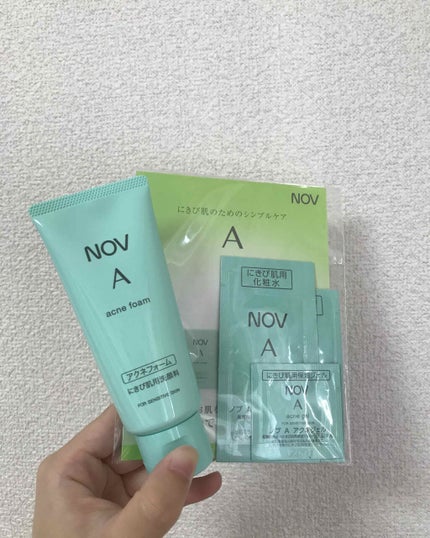 NOV
A
acne foam
アクネフォーム
にきび肌用洗顔料
FOR SENSITIVE SKIN
NOV
にきび肌のためのシンプルケア
A
にきび肌用
化粧水
NOV
A
にきび肌用保湿ジェル
NOV
A
acne gel
ノブ A アクネジェル